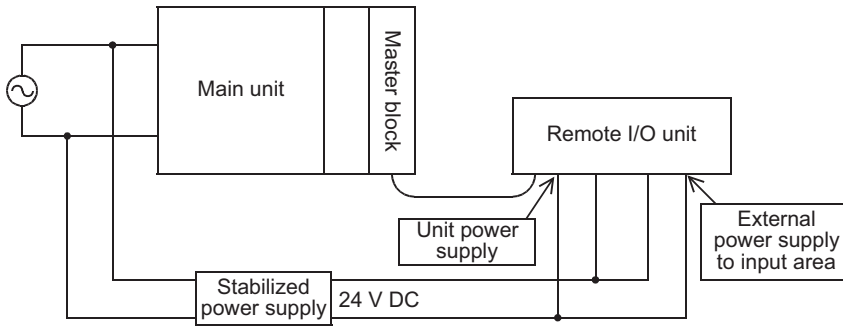 Main unit
Master block
Remote I/O unit
Unit power
supply
External
power supply
to input area
Stabilized
power supply
24 V DC